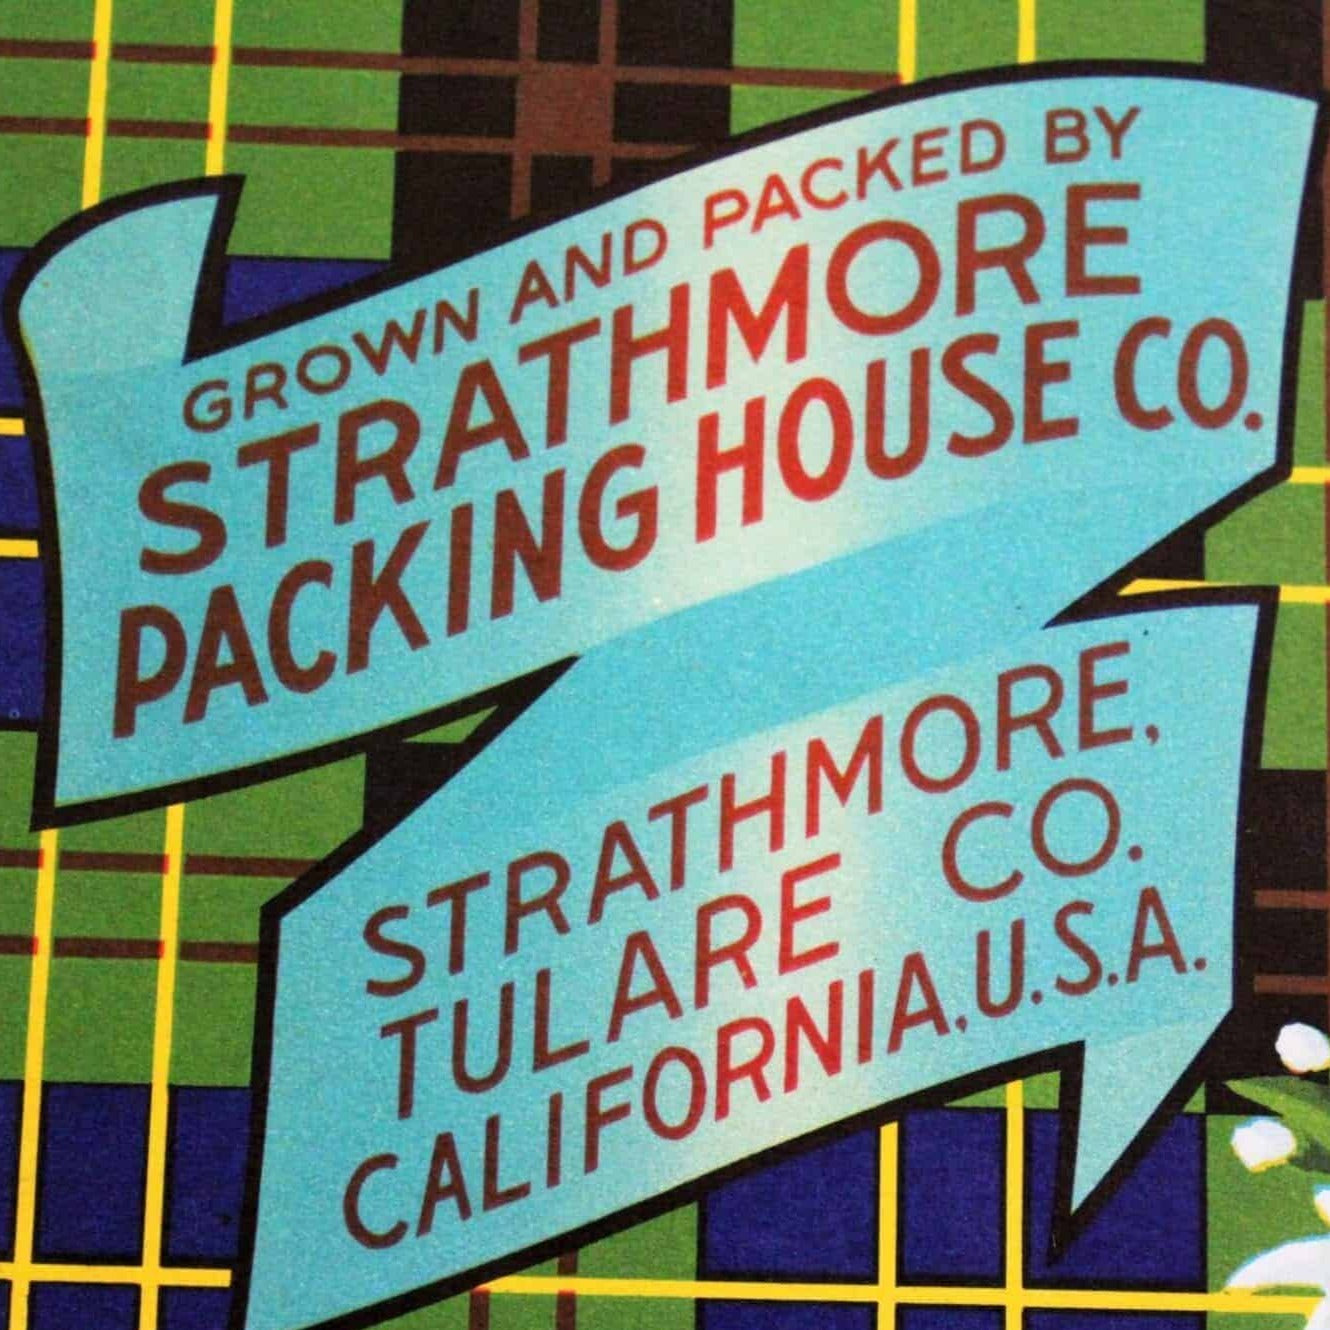 GROWN AND PACKED BY
STRATHMORE
PACKING HOUSE CO.
STRATHMORE,
TULARE CO.
CALIFORNIA, U.S.A.